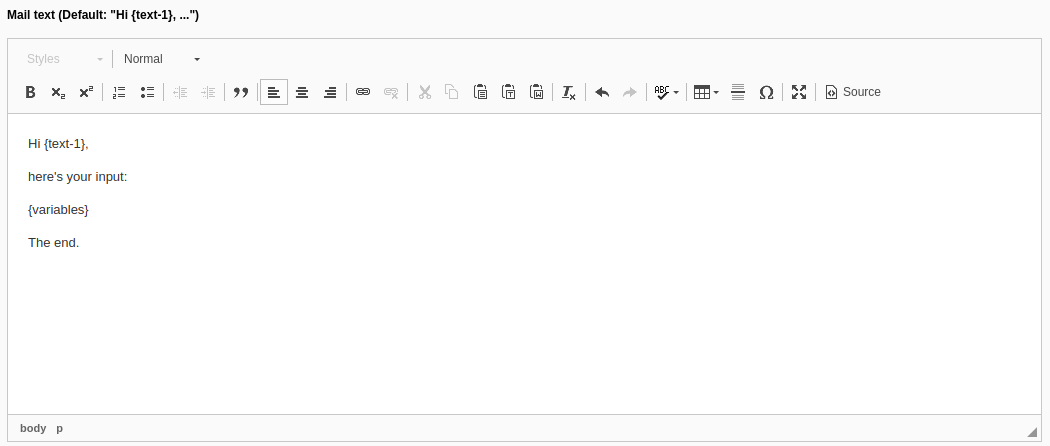 Mail text (Default: "Hi {text-1}, ...")
Styles Normal
ABC Source
Hi {text-1},
here's your input:
{variables}
The end.
body p